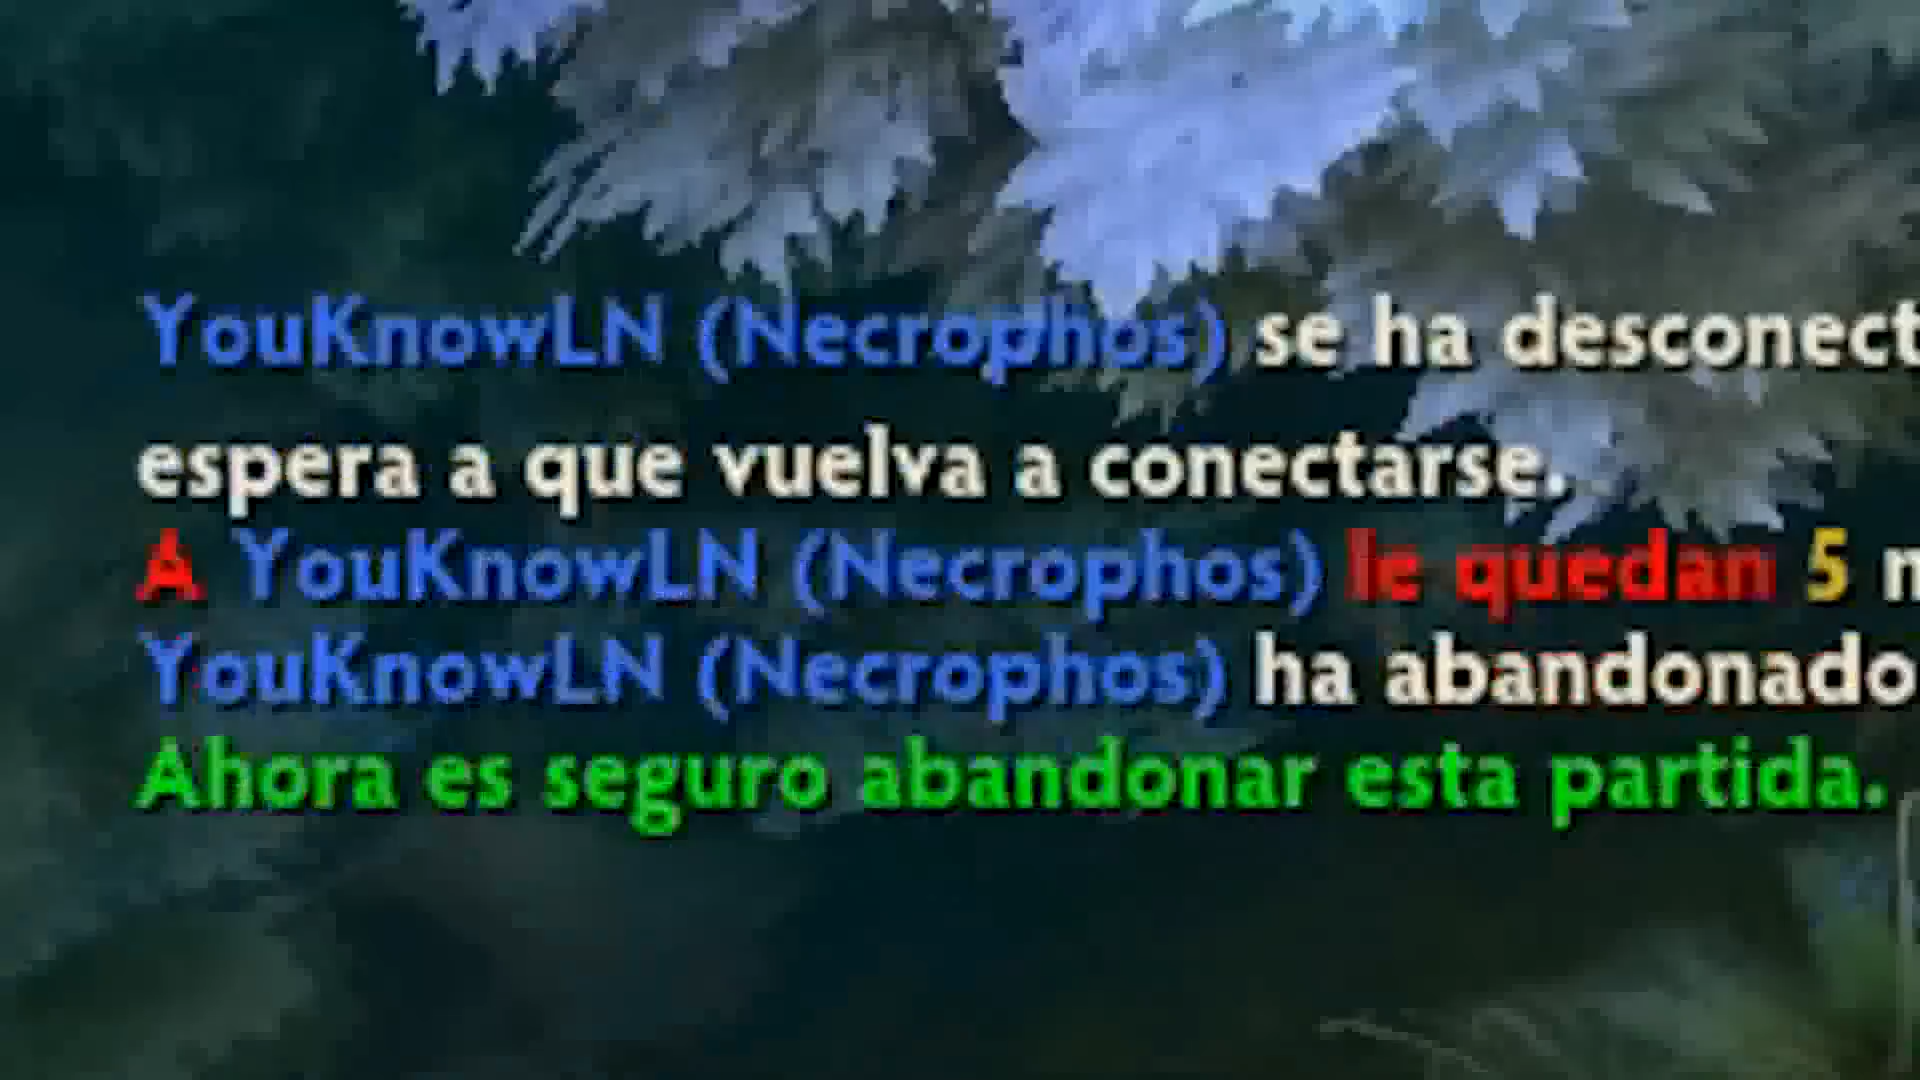 YouKnowLN (Necrophos) se ha desconect
espera a que vuelva a conectarse.
A YouKnowLN (Necrophos) le quedan 5
YouKnowLN (Necrophos) ha abandonado
Ahora es seguro abandonar esta partida.